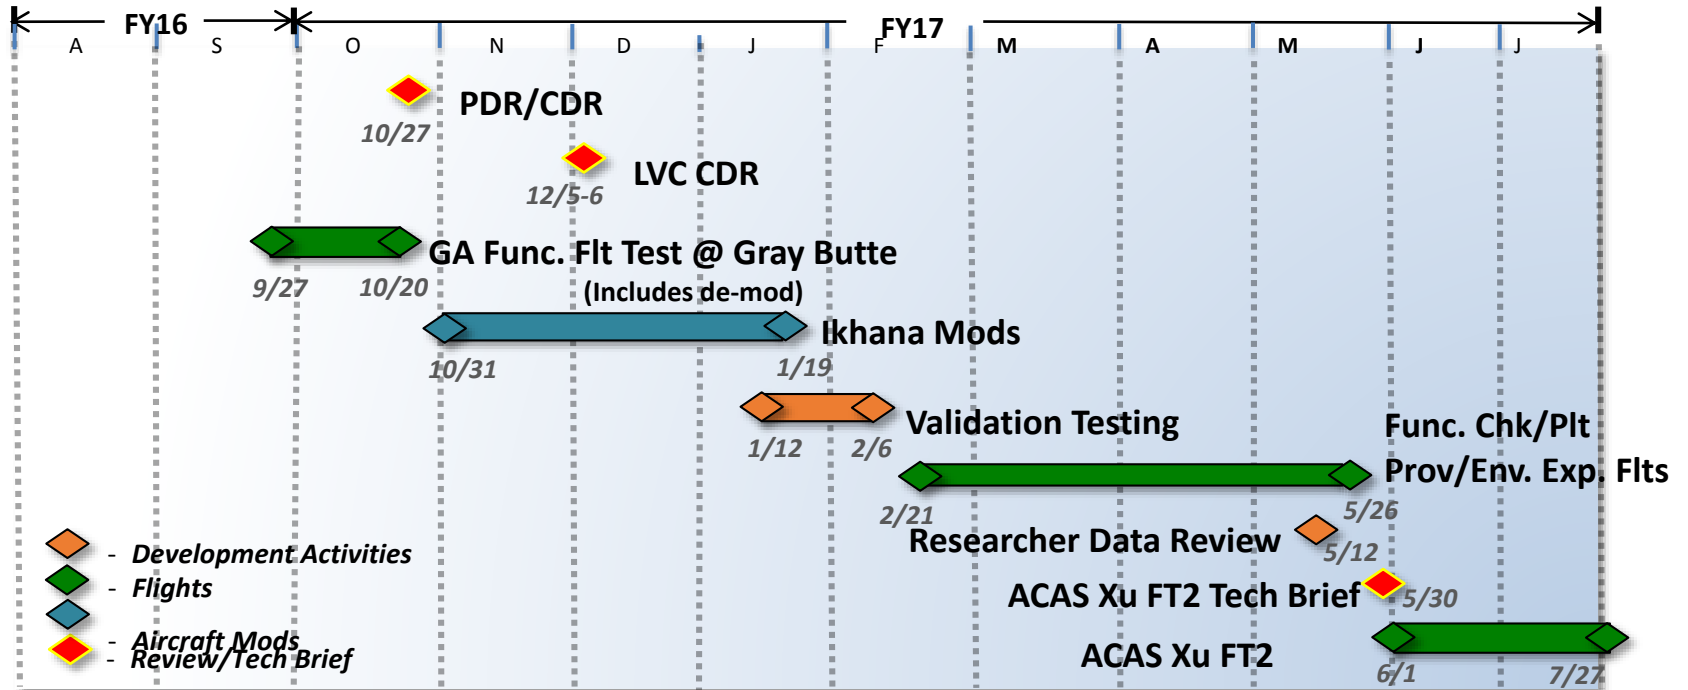 FY16
FY17
A S O N D J F M A M J J
PDR/CDR
10/27
LVC CDR
12/5-6
GA Func. Flt Test @ Gray Butte
(Includes de-mod)
9/27 10/20
Ikhana Mods
10/31 1/19
Validation Testing
1/12 2/6
Func. Chk/Plt
Prov/Env. Exp. Flts
2/21 5/26
Researcher Data Review
5/12
ACAS Xu FT2 Tech Brief
5/30
ACAS Xu FT2
6/1 7/27
- Development Activities
- Flights
- Aircraft Mods
- Review/Tech Brief